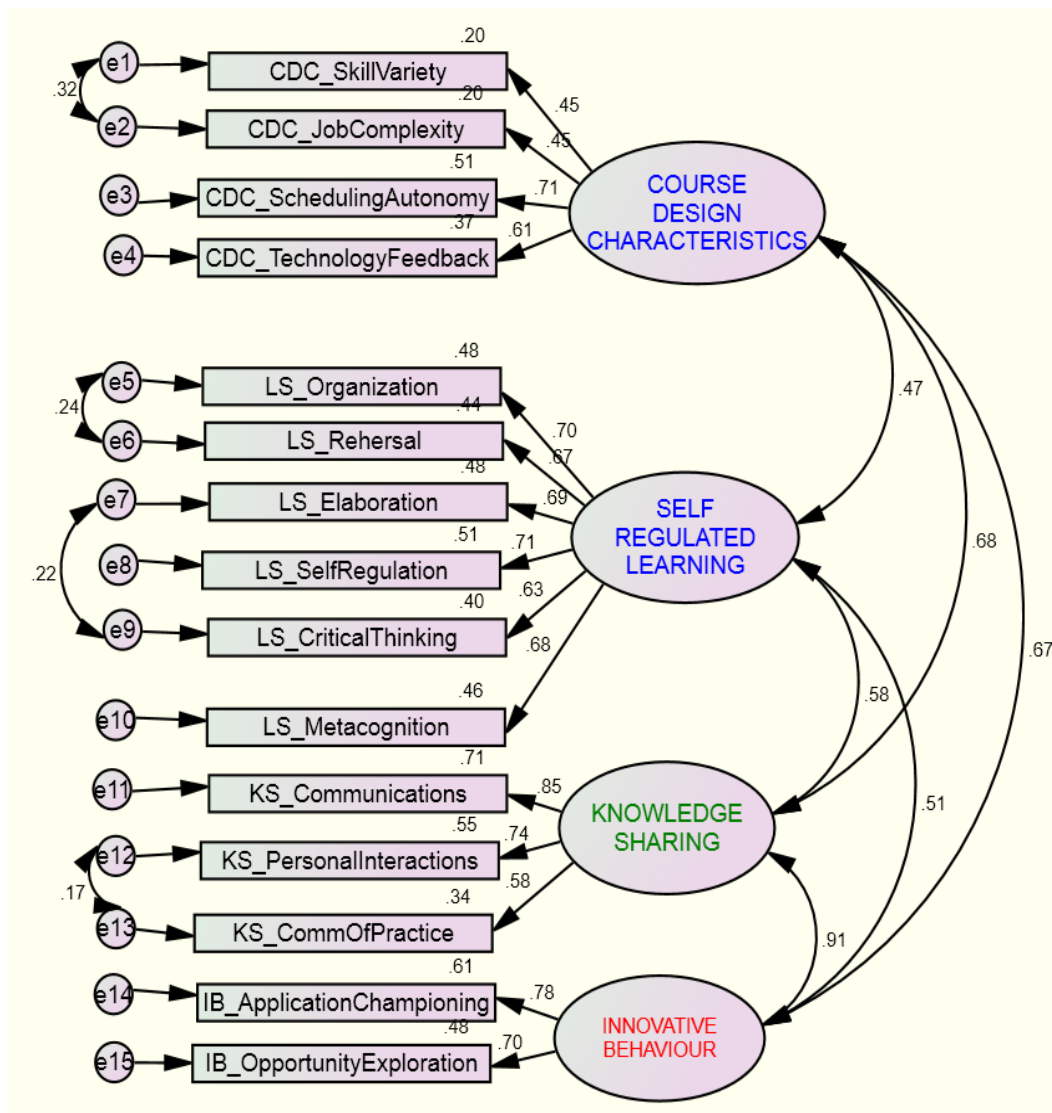 .20
e1
CDC_SkillVariety
.32
.45
.20
e2
CDC_JobComplexity
.45
COURSE
DESIGN
CHARACTERISTICS
.51
e3
CDC_SchedulingAutonomy
.71
.37
e4
CDC_TechnologyFeedback
.61
.48
e5
LS_Organization
.47
.24
.70
.44
e6
LS_Rehersal
.67
.48
e7
LS_Elaboration
.69
SELF
REGULATED
LEARNING
.68
.51
e8
LS_SelfRegulation
.71
.22
.63
.40
e9
LS_CriticalThinking
.68
.67
.46
e10
LS_Metacognition
.58
.71
e11
KS_Communications
.85
KNOWLEDGE
SHARING
.51
.55
e12
KS_PersonalInteractions
.74
.17
.58
.34
e13
KS_CommOfPractice
.91
.61
e14
IB_ApplicationChampioning
.78
INNOVATIVE
BEHAVIOUR
.48
e15
IB_OpportunityExploration
.70